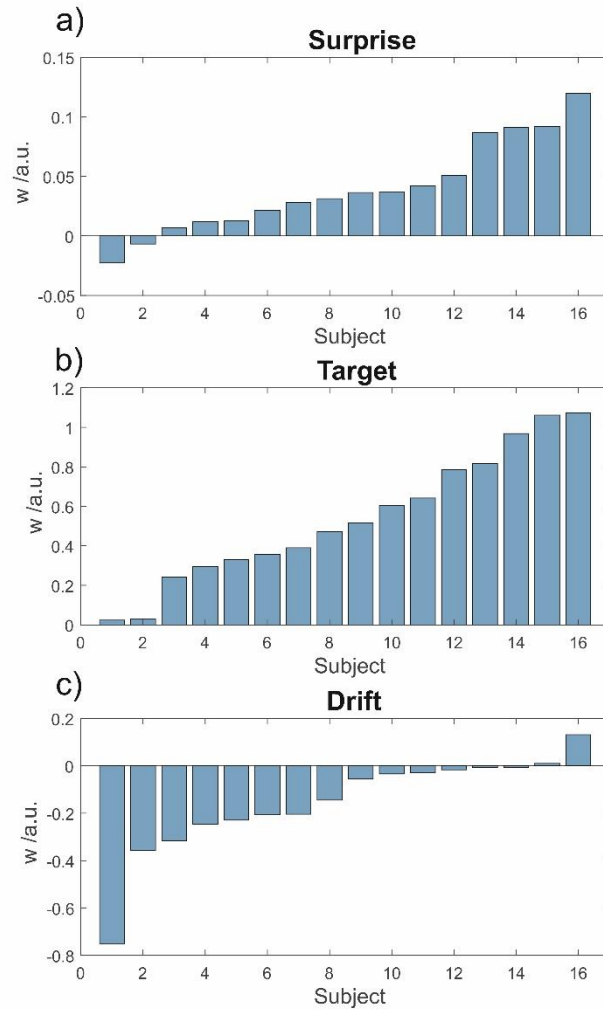 a)
Surprise
0.15
0.1
0.05
0
-0.05
w /a.u.
0 2 4 6 8 10 12 14 16
Subject
b)
Target
1.2
1
0.8
0.6
0.4
0.2
0
w /a.u.
0 2 4 6 8 10 12 14 16
Subject
c)
Drift
0.2
0
-0.2
-0.4
-0.6
-0.8
w /a.u.
0 2 4 6 8 10 12 14 16
Subject